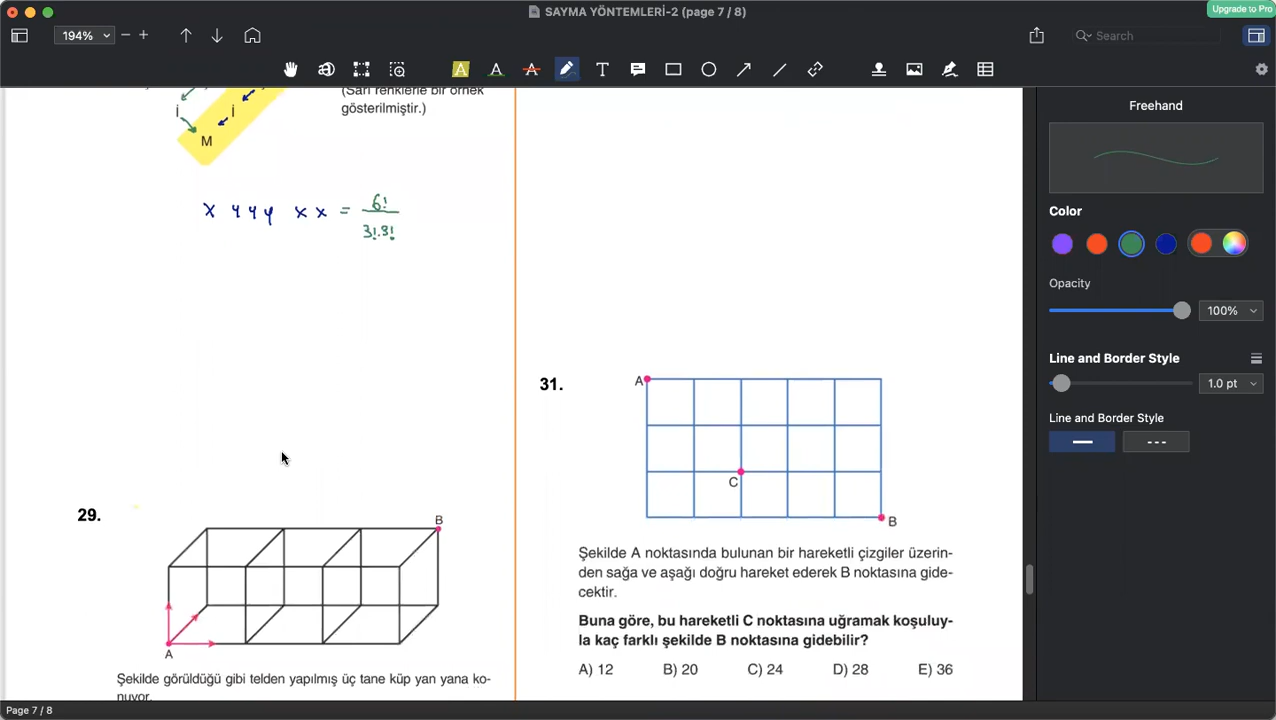 SAYMA YÖNTEMLERİ-2 (page 7 / 8)
Upgrade to Pro
194%
Search
A A A T
(Sarı renklerle bir örnek
gösterilmiştir.)
İ İ
M
x y y y x x = 6! / 3!.3!
29.
B
A
Şekilde görüldüğü gibi telden yapılmış üç tane küp yan yana ko-
nuyor.
31.
A
C
B
Şekilde A noktasında bulunan bir hareketli çizgiler üzerin-
den sağa ve aşağı doğru hareket ederek B noktasına gide-
cektir.
Buna göre, bu hareketli C noktasına uğramak koşuluy-
la kaç farklı şekilde B noktasına gidebilir?
A) 12 B) 20 C) 24 D) 28 E) 36
Freehand
Color
Opacity
100%
Line and Border Style
1.0 pt
Line and Border Style
Page 7 / 8